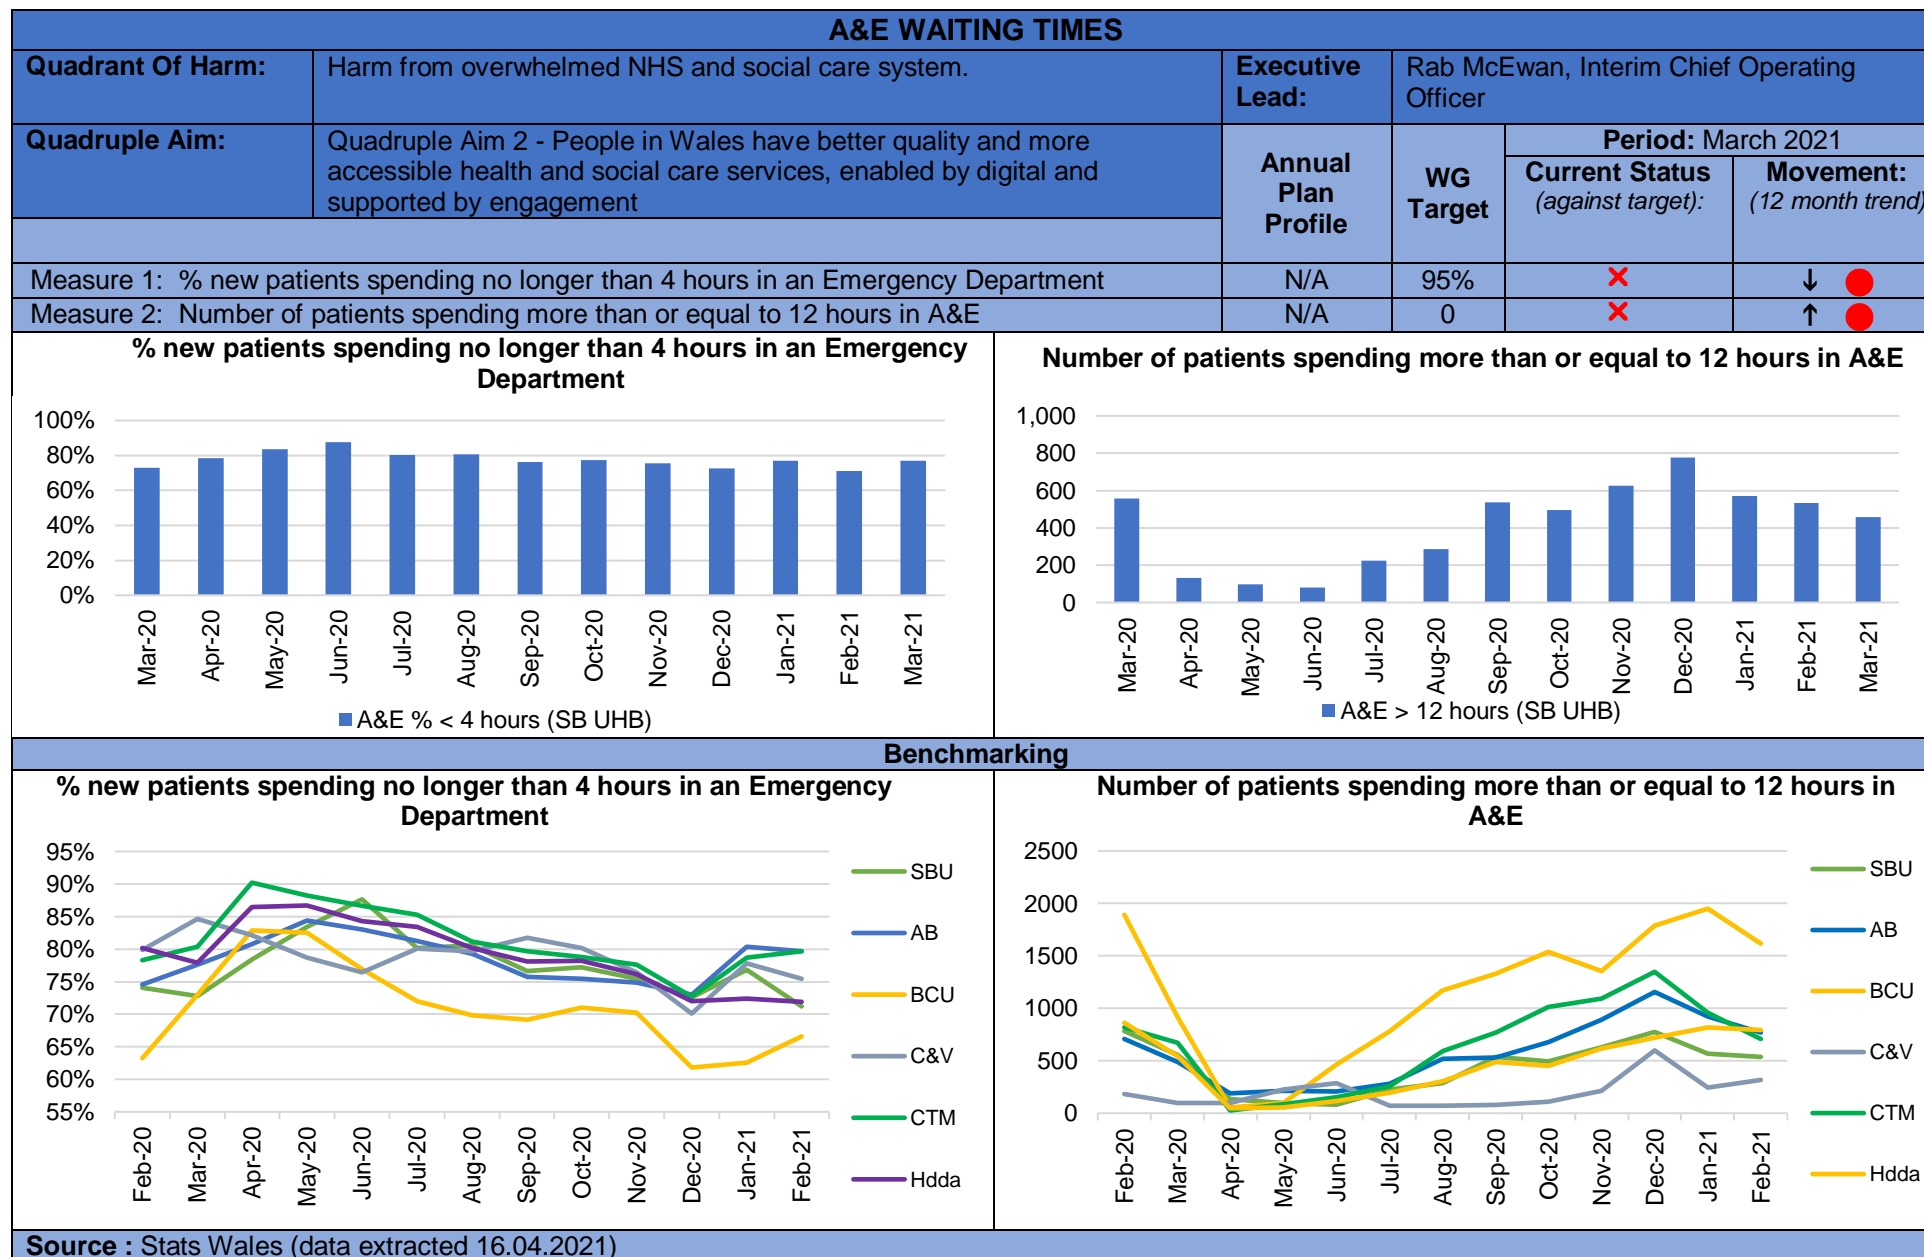 A&E WAITING TIMES
Quadrant Of Harm:
Harm from overwhelmed NHS and social care system.
Executive
Lead:
Rab McEwan, Interim Chief Operating
Officer
Quadruple Aim:
Quadruple Aim 2 - People in Wales have better quality and more
accessible health and social care services, enabled by digital and
supported by engagement
Annual
Plan
Profile
WG
Target
Period: March 2021
Current Status
(against target):
Movement:
(12 month trend)
Measure 1: % new patients spending no longer than 4 hours in an Emergency Department
N/A
95%
✕
↓
Measure 2: Number of patients spending more than or equal to 12 hours in A&E
N/A
0
✕
↑
% new patients spending no longer than 4 hours in an Emergency
Department
100%
80%
60%
40%
20%
0%
Mar-20
Apr-20
May-20
Jun-20
Jul-20
Aug-20
Sep-20
Oct-20
Nov-20
Dec-20
Jan-21
Feb-21
Mar-21
A&E % < 4 hours (SB UHB)
Number of patients spending more than or equal to 12 hours in A&E
1,000
800
600
400
200
0
Mar-20
Apr-20
May-20
Jun-20
Jul-20
Aug-20
Sep-20
Oct-20
Nov-20
Dec-20
Jan-21
Feb-21
Mar-21
A&E > 12 hours (SB UHB)
Benchmarking
% new patients spending no longer than 4 hours in an Emergency
Department
95%
90%
85%
80%
75%
70%
65%
60%
55%
Feb-20
Mar-20
Apr-20
May-20
Jun-20
Jul-20
Aug-20
Sep-20
Oct-20
Nov-20
Dec-20
Jan-21
Feb-21
SBU
AB
BCU
C&V
CTM
Hdda
Number of patients spending more than or equal to 12 hours in
A&E
2500
2000
1500
1000
500
0
Feb-20
Mar-20
Apr-20
May-20
Jun-20
Jul-20
Aug-20
Sep-20
Oct-20
Nov-20
Dec-20
Jan-21
Feb-21
SBU
AB
BCU
C&V
CTM
Hdda
Source : Stats Wales (data extracted 16.04.2021)